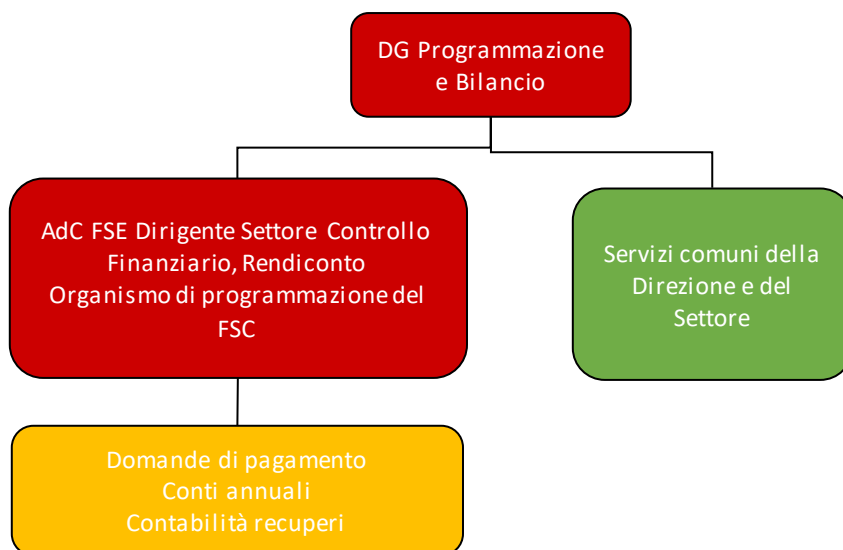 DG Programmazione
e Bilancio
AdC FSE Dirigente Settore Controllo
Finanziario, Rendiconto
Organismo di programmazione del
FSC
Servizi comuni della
Direzione e del
Settore
Domande di pagamento
Conti annuali
Contabilità recuperi